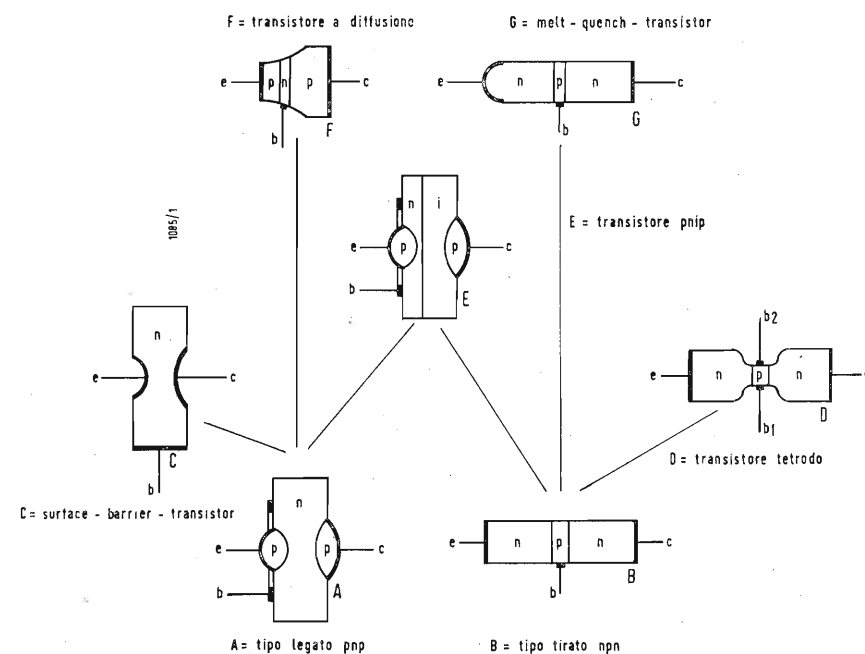 F = transistore a diffusione
G = melt - quench - transistor
e
p
n
p
c
b
F
e
n
p
n
c
b
G
1085/1
n
i
e
p
p
c
b
E
E = transistore pnip
n
e
c
b
C
b2
e
n
p
n
b1
D
D = transistore tetrodo
C = surface - barrier - transistor
n
e
p
p
c
b
A
e
n
p
n
c
b
B
A = tipo legato pnp
B = tipo tirato npn